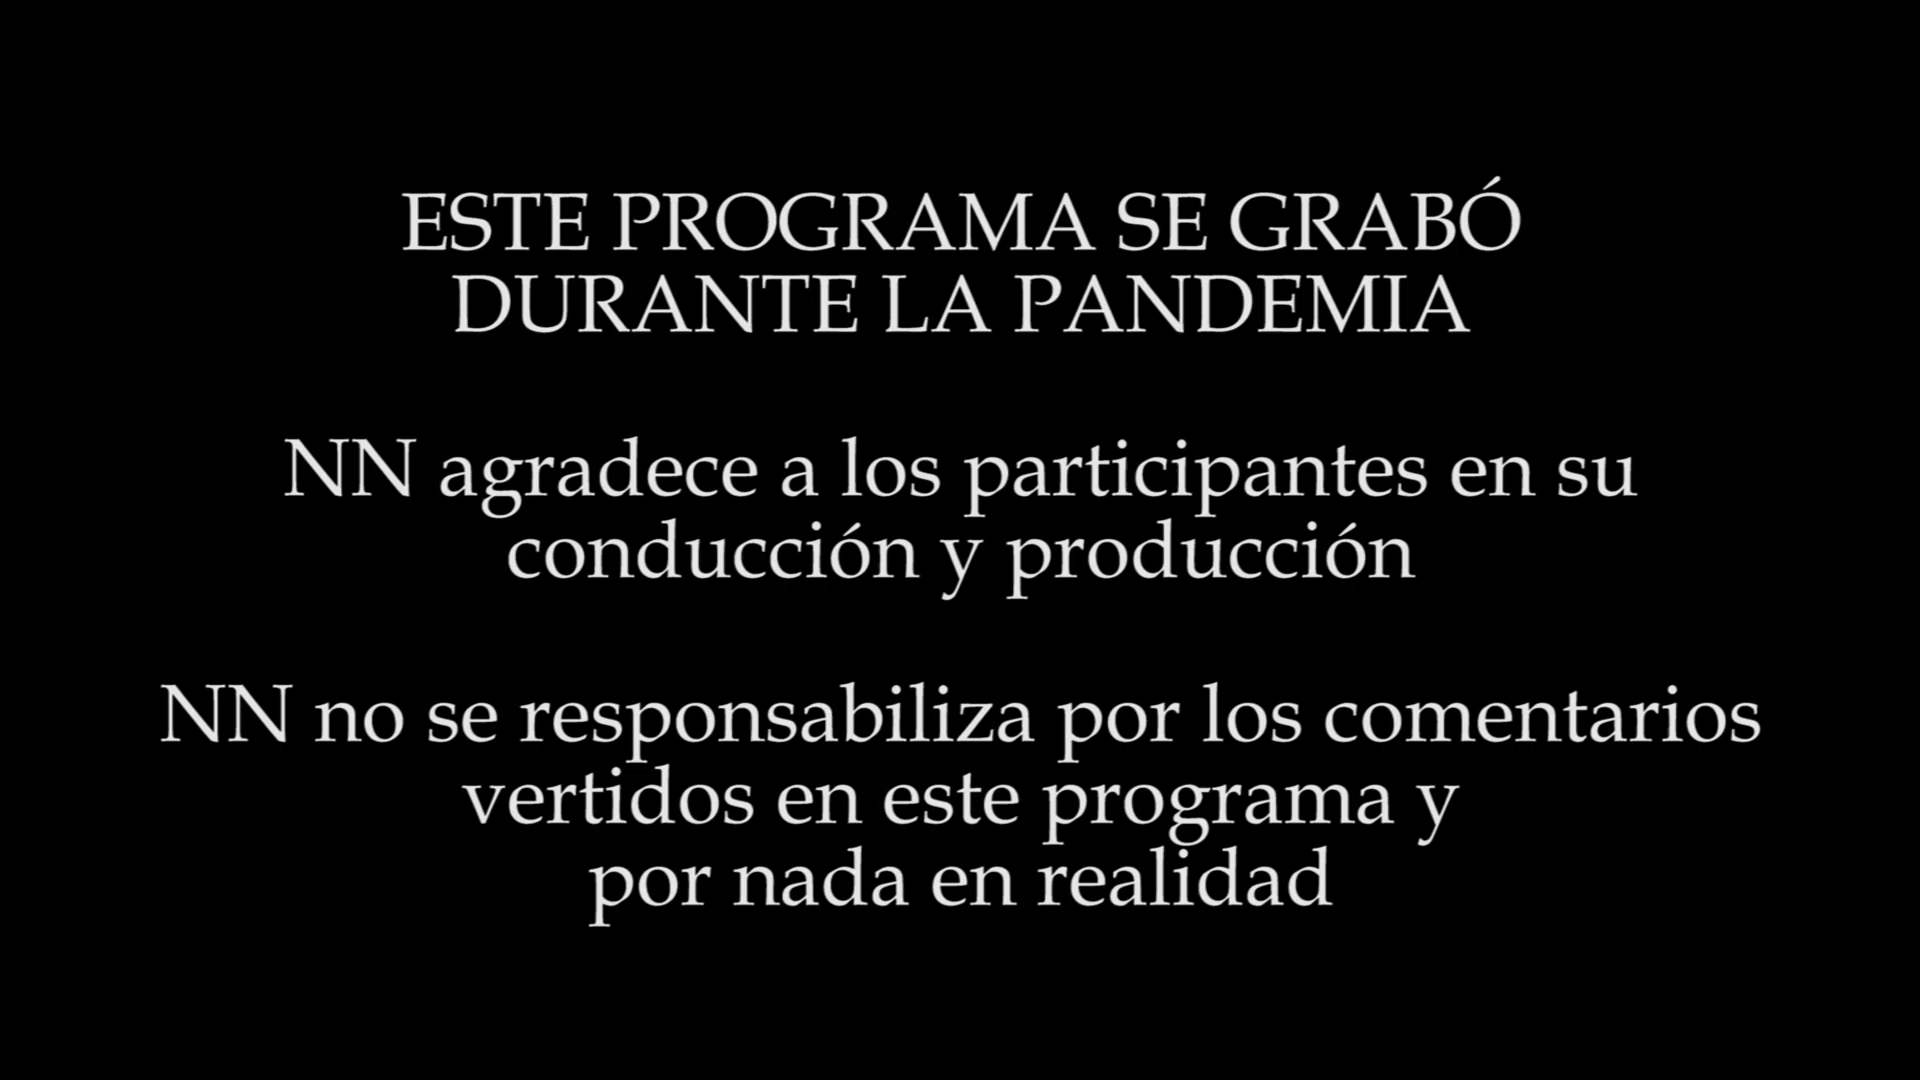 ESTE PROGRAMA SE GRABÓ
DURANTE LA PANDEMIA
NN agradece a los participantes en su
conducción y producción
NN no se responsabiliza por los comentarios
vertidos en este programa y
por nada en realidad